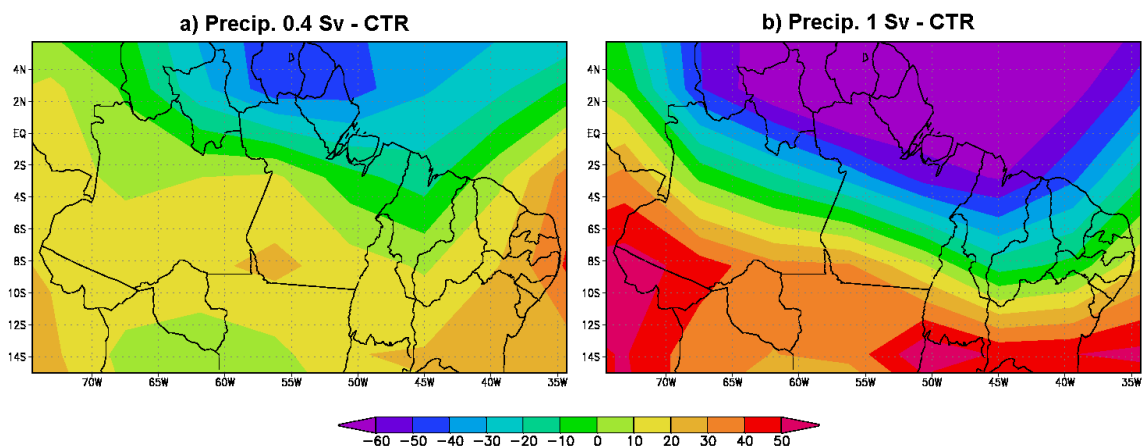 a) Precip. 0.4 Sv - CTR
b) Precip. 1 Sv - CTR
4N
2N
EQ
2S
4S
6S
8S
10S
12S
14S
70W 65W 60W 55W 50W 45W 40W 35W
4N
2N
EQ
2S
4S
6S
8S
10S
12S
14S
70W 65W 60W 55W 50W 45W 40W 35W
−60 −50 −40 −30 −20 −10 0 10 20 30 40 50